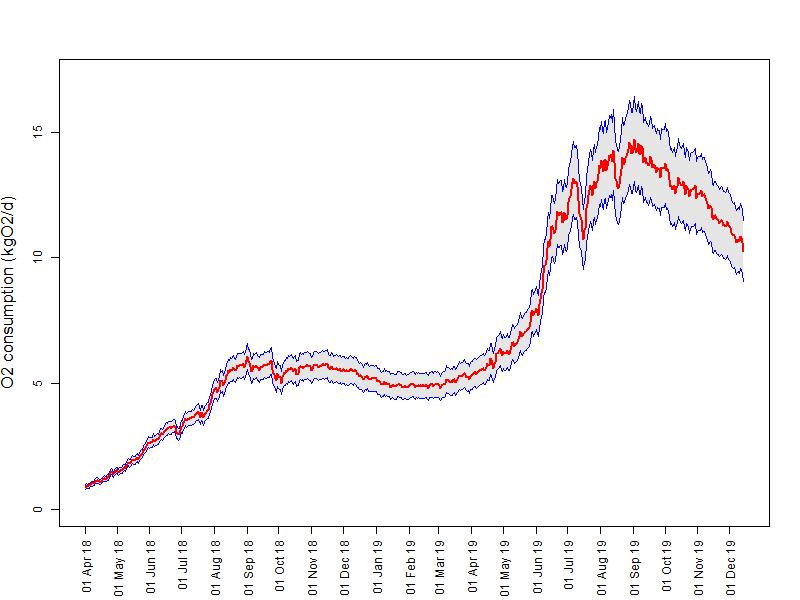 O2 consumption (kgO2/d)
15
10
5
0
01 Apr 18
01 May 18
01 Jun 18
01 Jul 18
01 Aug 18
01 Sep 18
01 Oct 18
01 Nov 18
01 Dec 18
01 Jan 19
01 Feb 19
01 Mar 19
01 Apr 19
01 May 19
01 Jun 19
01 Jul 19
01 Aug 19
01 Sep 19
01 Oct 19
01 Nov 19
01 Dec 19